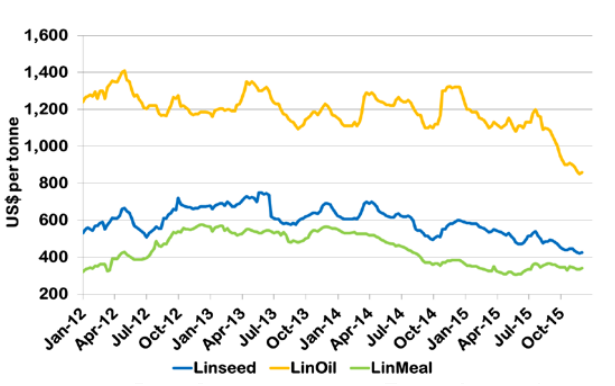 1,600
1,400
1,200
1,000
800
600
400
200
US$ per tonne
Jan-12
Apr-12
Jul-12
Oct-12
Jan-13
Apr-13
Jul-13
Oct-13
Jan-14
Apr-14
Jul-14
Oct-14
Jan-15
Apr-15
Jul-15
Oct-15
Linseed LinOil LinMeal